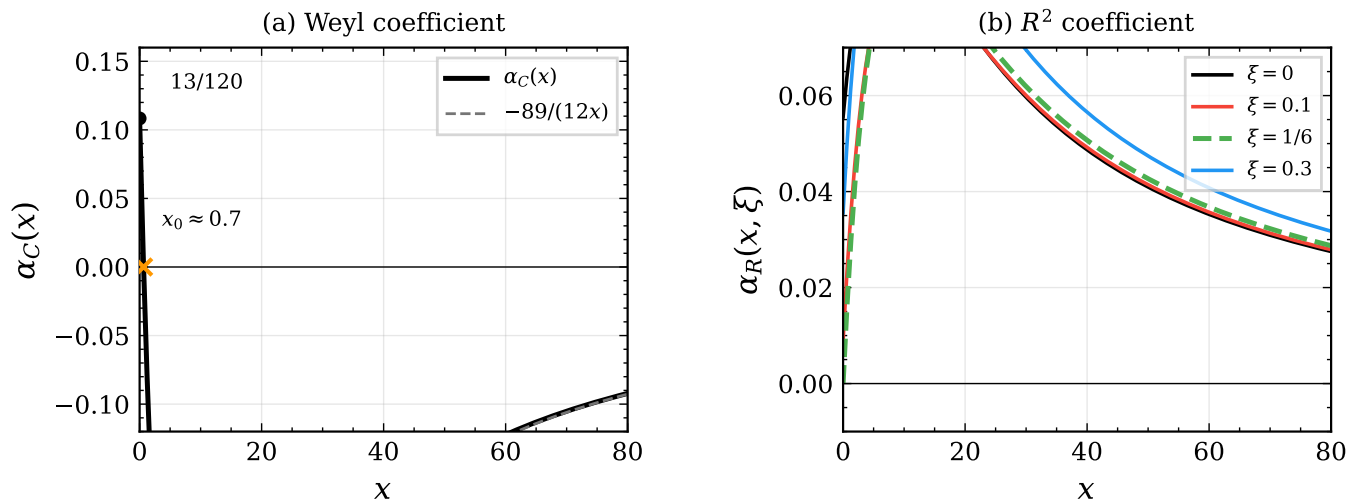 (a) Weyl coefficient
0.15
0.10
0.05
0.00
−0.05
−0.10
α_C(x)
13/120
x₀ ≈ 0.7
α_C(x)
−89/(12x)
0 20 40 60 80
x
(b) R² coefficient
0.06
0.04
0.02
0.00
α_R(x, ξ)
ξ = 0
ξ = 0.1
ξ = 1/6
ξ = 0.3
0 20 40 60 80
x